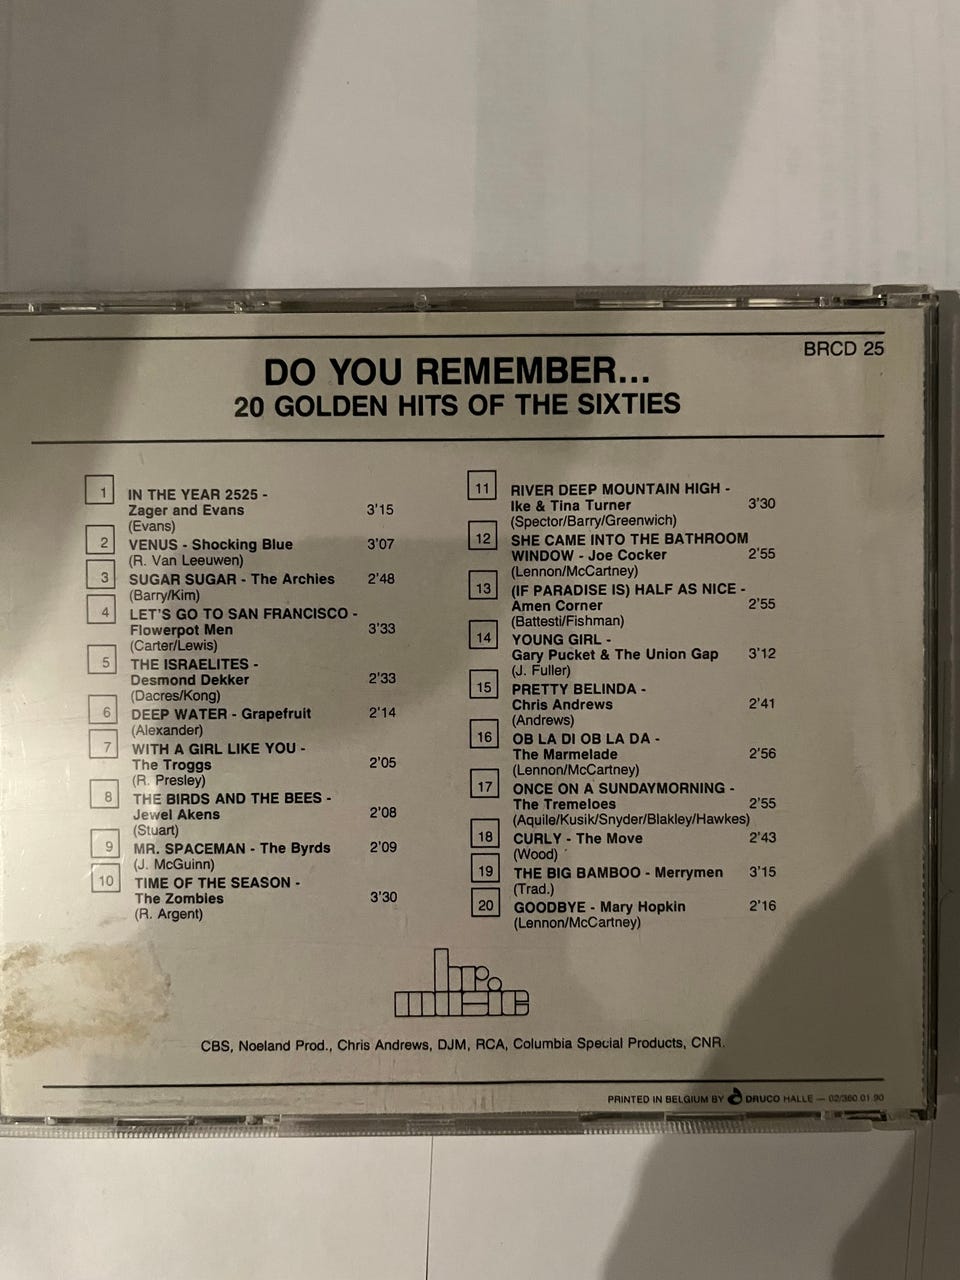 BRCD 25
DO YOU REMEMBER...
20 GOLDEN HITS OF THE SIXTIES
1 IN THE YEAR 2525 -
Zager and Evans 3'15
(Evans)
2 VENUS - Shocking Blue 3'07
(R. Van Leeuwen)
3 SUGAR SUGAR - The Archies 2'48
(Barry/Kim)
4 LET'S GO TO SAN FRANCISCO -
Flowerpot Men 3'33
(Carter/Lewis)
5 THE ISRAELITES -
Desmond Dekker 2'33
(Dacres/Kong)
6 DEEP WATER - Grapefruit 2'14
(Alexander)
7 WITH A GIRL LIKE YOU -
The Troggs 2'05
(R. Presley)
8 THE BIRDS AND THE BEES -
Jewel Akens 2'08
(Stuart)
9 MR. SPACEMAN - The Byrds 2'09
(J. McGuinn)
10 TIME OF THE SEASON -
The Zombies 3'30
(R. Argent)
11 RIVER DEEP MOUNTAIN HIGH -
Ike & Tina Turner 3'30
(Spector/Barry/Greenwich)
12 SHE CAME INTO THE BATHROOM
WINDOW - Joe Cocker 2'55
(Lennon/McCartney)
13 (IF PARADISE IS) HALF AS NICE -
Amen Corner 2'55
(Battesti/Fishman)
14 YOUNG GIRL -
Gary Pucket & The Union Gap 3'12
(J. Fuller)
15 PRETTY BELINDA -
Chris Andrews 2'41
(Andrews)
16 OB LA DI OB LA DA -
The Marmelade 2'56
(Lennon/McCartney)
17 ONCE ON A SUNDAYMORNING -
The Tremeloes 2'55
(Aquile/Kusik/Snyder/Blakley/Hawkes)
18 CURLY - The Move 2'43
(Wood)
19 THE BIG BAMBOO - Merrymen 3'15
(Trad.)
20 GOODBYE - Mary Hopkin 2'16
(Lennon/McCartney)
br.
music
CBS, Noeland Prod., Chris Andrews, DJM, RCA, Columbia Special Products, CNR.
PRINTED IN BELGIUM BY DRUCO HALLE — 02/360.01.90